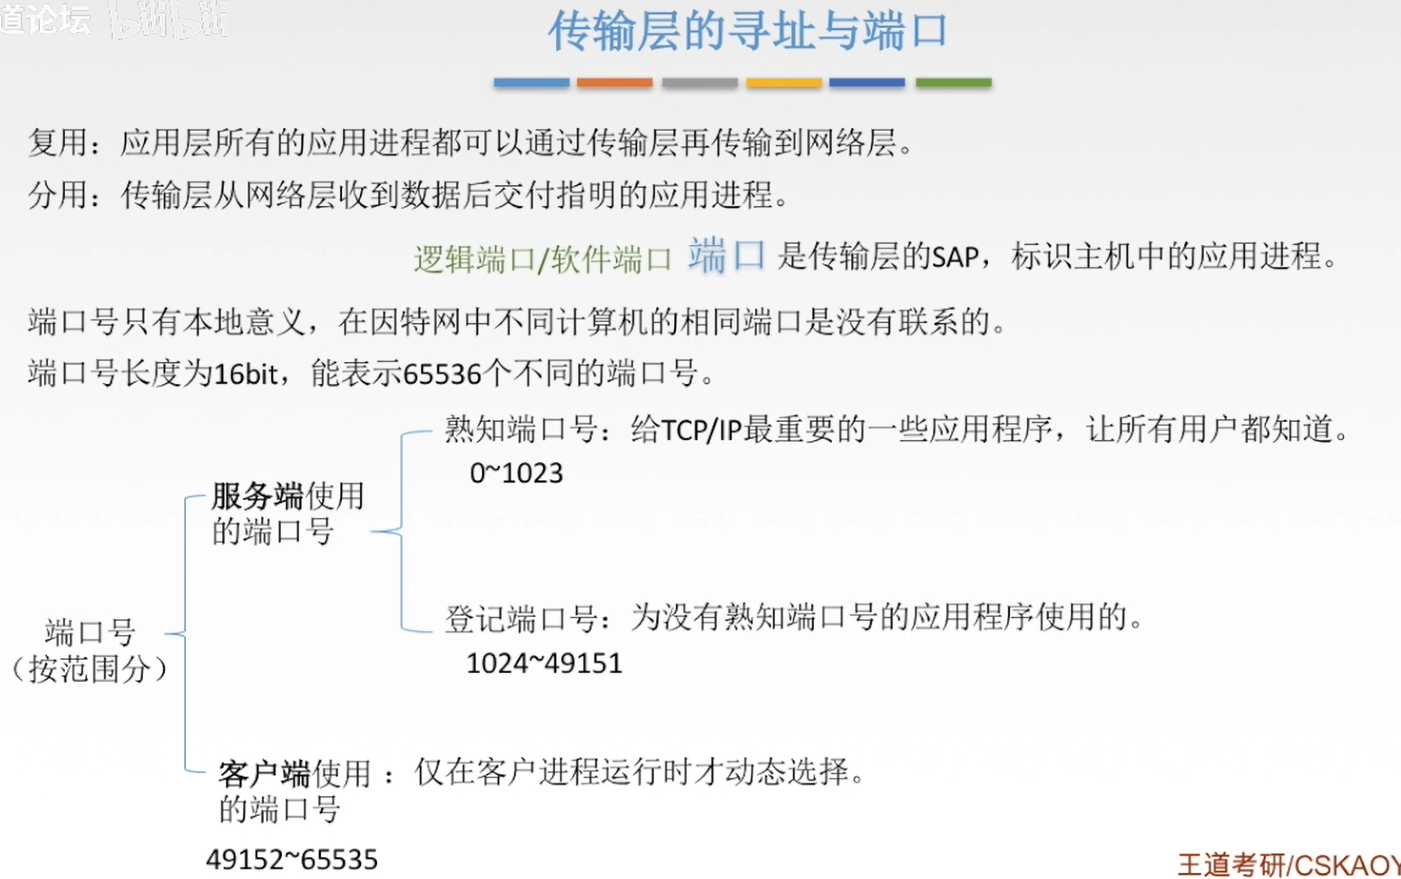 道论坛 bilibili
传输层的寻址与端口
复用：应用层所有的应用进程都可以通过传输层再传输到网络层。
分用：传输层从网络层收到数据后交付指明的应用进程。
逻辑端口/软件端口 端口 是传输层的SAP，标识主机中的应用进程。
端口号只有本地意义，在因特网中不同计算机的相同端口是没有联系的。
端口号长度为16bit，能表示65536个不同的端口号。
熟知端口号：给TCP/IP最重要的一些应用程序，让所有用户都知道。
0~1023
服务端使用
的端口号
登记端口号：为没有熟知端口号的应用程序使用的。
1024~49151
端口号
（按范围分）
客户端使用：仅在客户进程运行时才动态选择。
的端口号
49152~65535
王道考研/CSKAOY